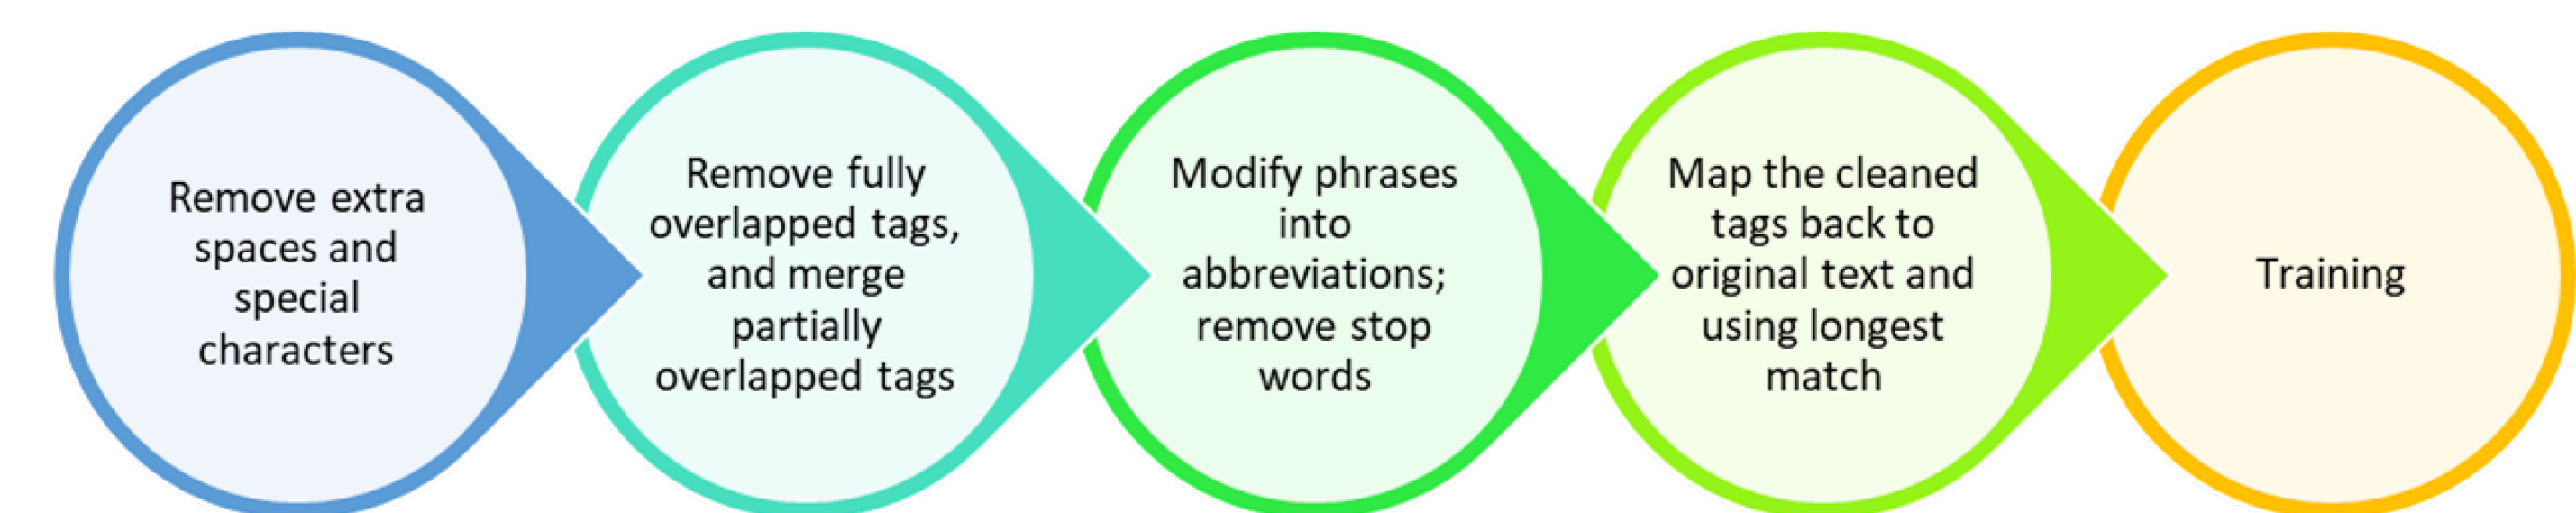 Remove extra
spaces and
special
characters
Remove fully
overlapped tags,
and merge
partially
overlapped tags
Modify phrases
into
abbreviations;
remove stop
words
Map the cleaned
tags back to
original text and
using longest
match
Training